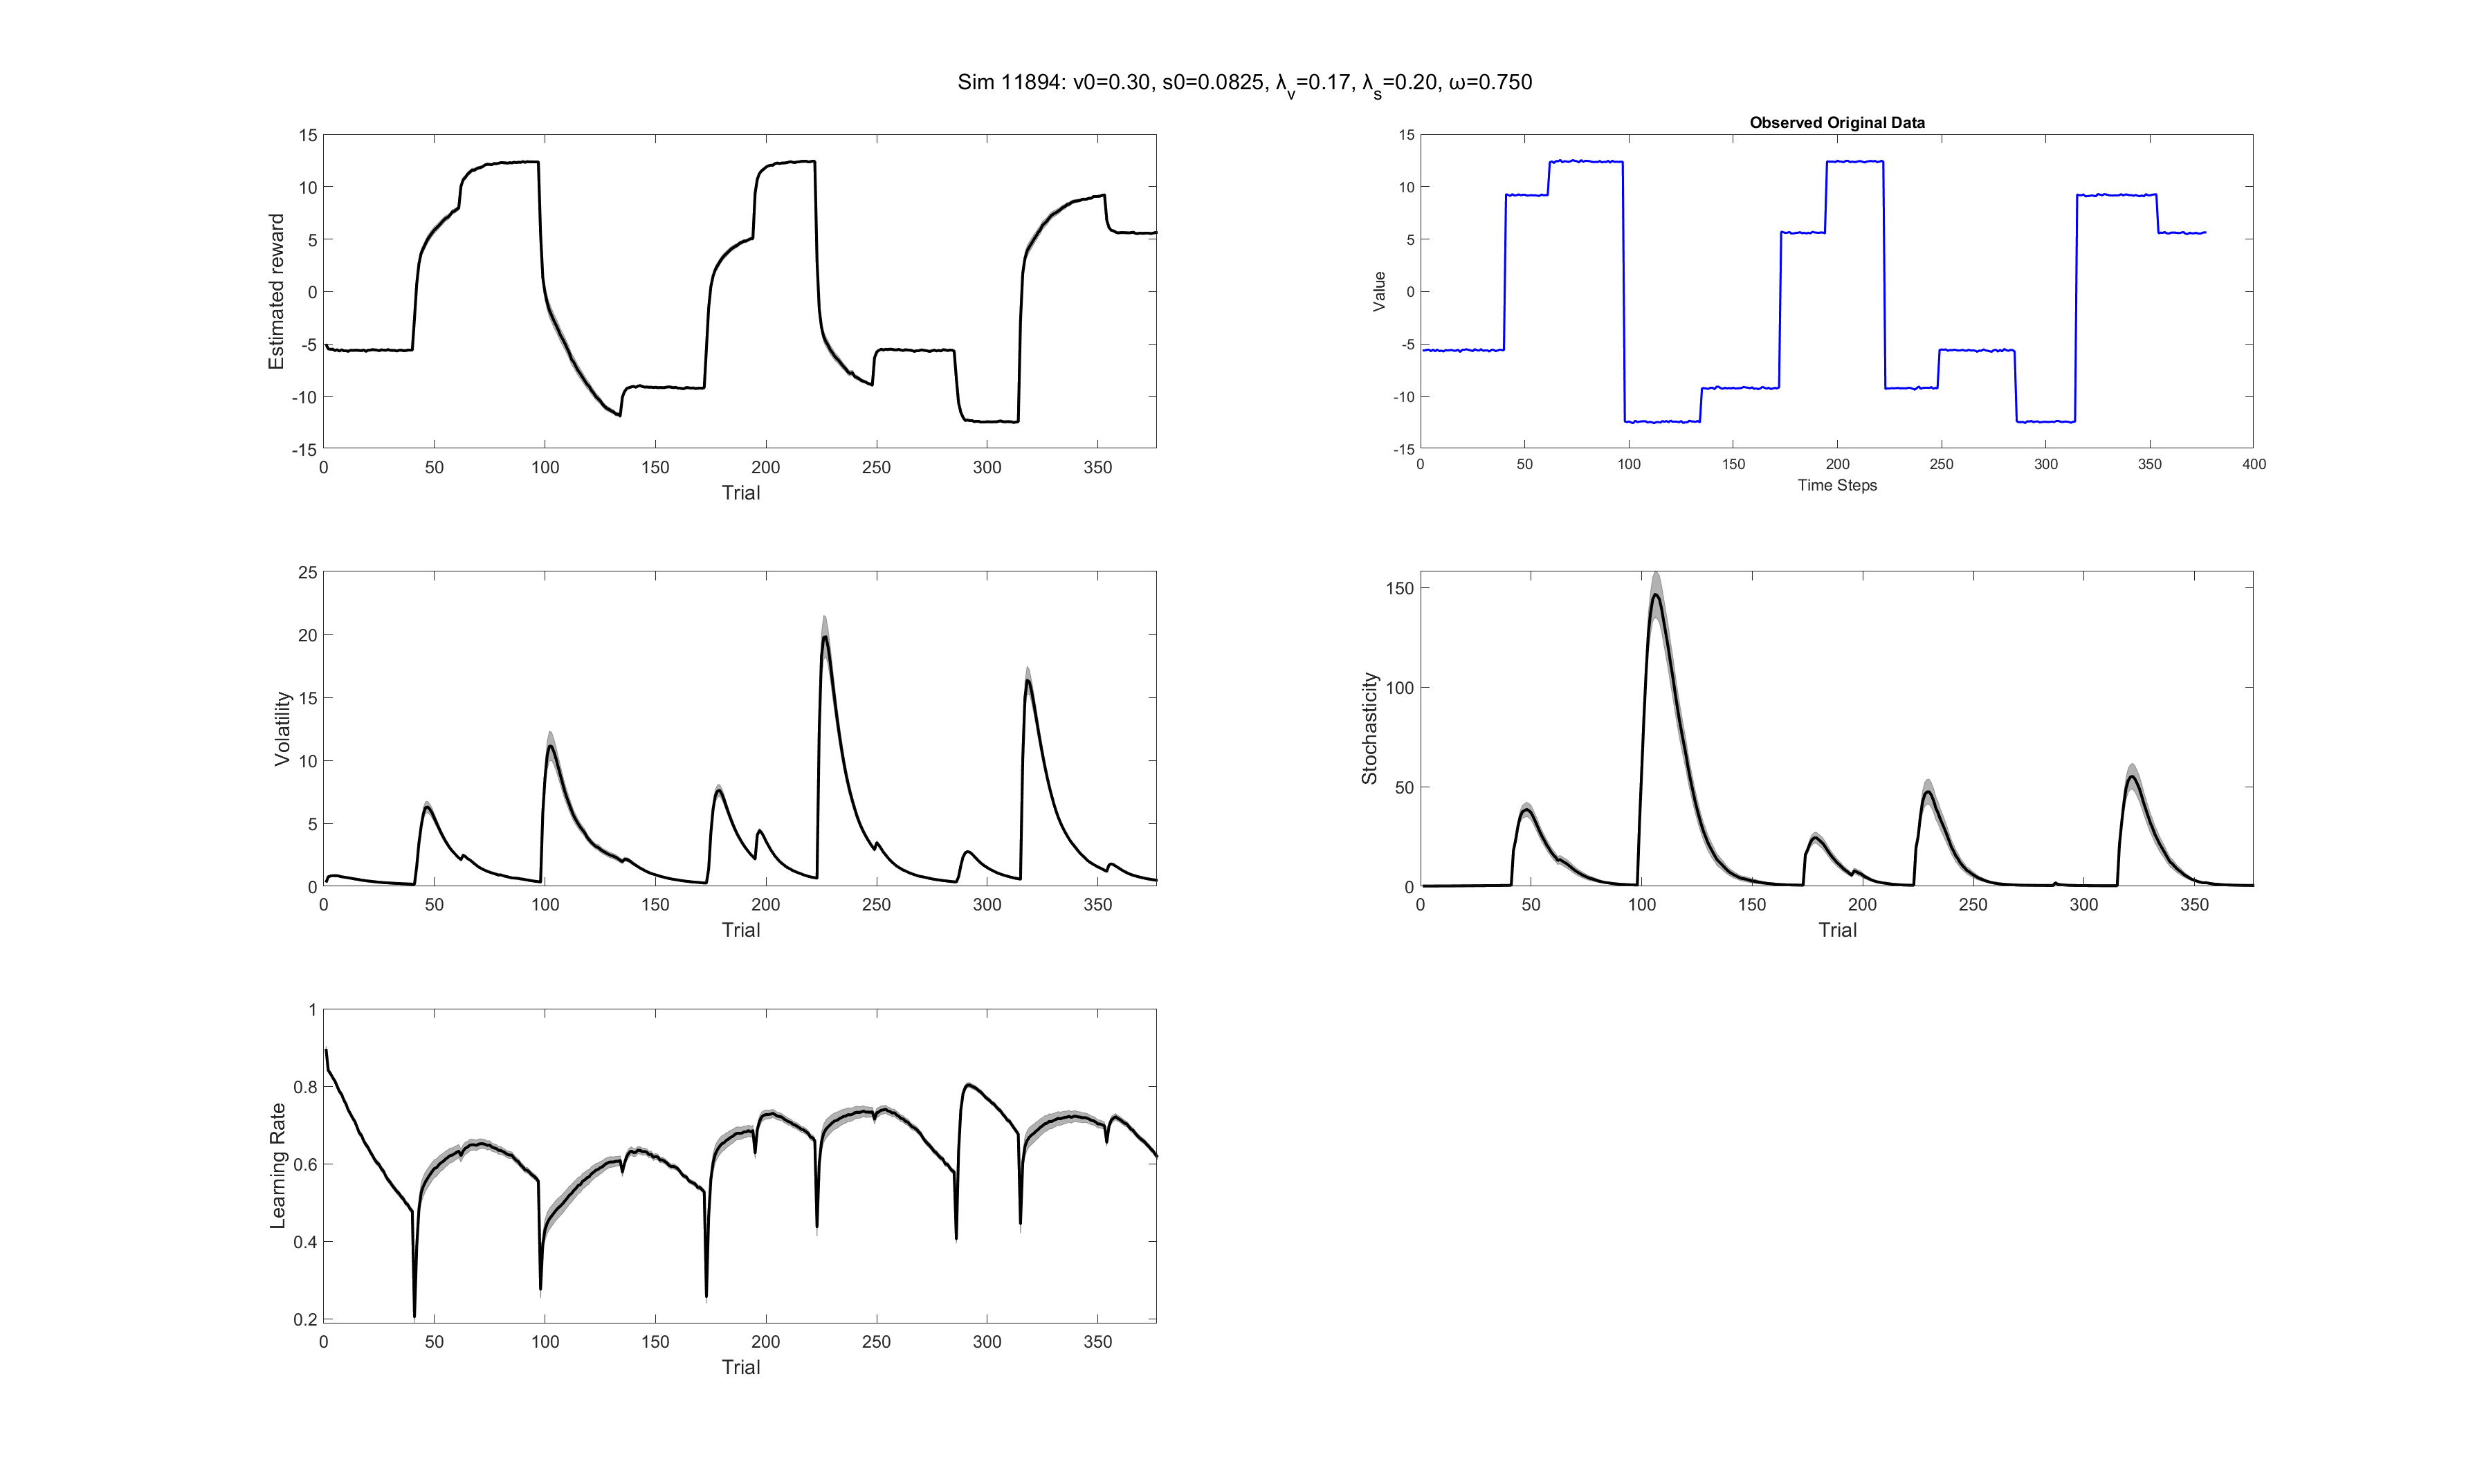 Sim 11894: v0=0.30, s0=0.0825, λv=0.17, λs=0.20, ω=0.750
15
10
5
0
-5
-10
-15
Estimated reward
0 50 100 150 200 250 300 350
Trial
Observed Original Data
15
10
5
0
-5
-10
-15
Value
0 50 100 150 200 250 300 350 400
Time Steps
25
20
15
10
5
0
Volatility
0 50 100 150 200 250 300 350
Trial
150
100
50
0
Stochasticity
0 50 100 150 200 250 300 350
Trial
1
0.8
0.6
0.4
0.2
Learning Rate
0 50 100 150 200 250 300 350
Trial